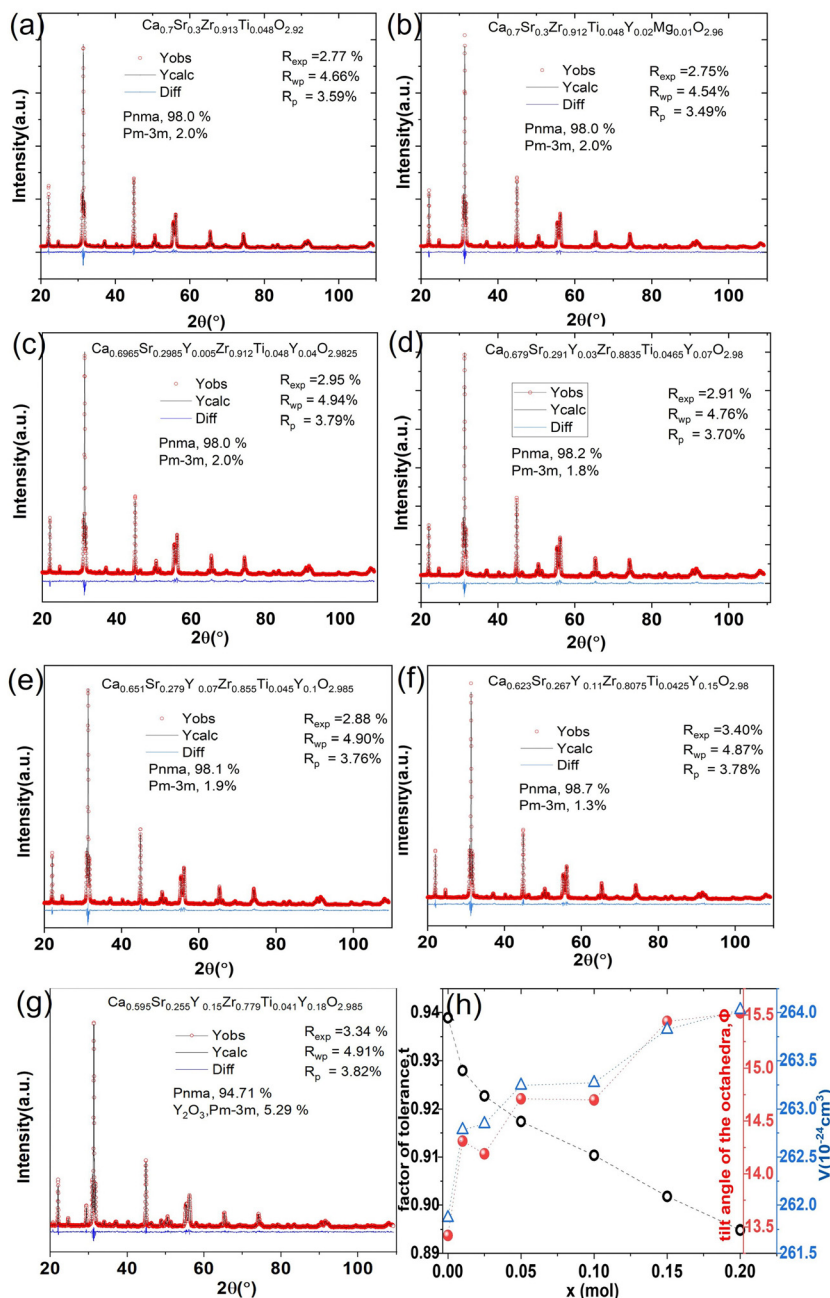 (a)
Ca0.7Sr0.3Zr0.913Ti0.048O2.92
Yobs
Ycalc
Diff
Rexp =2.77 %
Rwp = 4.66%
Rp = 3.59%
Pnma, 98.0 %
Pm-3m, 2.0%
Intensity(a.u.)
20 40 60 80 100
2θ(°)
(b)
Ca0.7Sr0.3Zr0.912Ti0.048Y0.02Mg0.01O2.96
Yobs
Ycalc
Diff
Rexp =2.75%
Rwp = 4.54%
Rp = 3.49%
Pnma, 98.0 %
Pm-3m, 2.0%
Intensity(a.u.)
20 40 60 80 100
2θ(°)
(c)
Ca0.6965Sr0.2985Y0.005Zr0.912Ti0.048Y0.04O2.9825
Yobs
Ycalc
Diff
Rexp =2.95 %
Rwp = 4.94%
Rp = 3.79%
Pnma, 98.0 %
Pm-3m, 2.0%
Intensity(a.u.)
20 40 60 80 100
2θ(°)
(d)
Ca0.679Sr0.291Y0.03Zr0.8835Ti0.0465Y0.07O2.98
Yobs
Ycalc
Diff
Rexp =2.91 %
Rwp = 4.76%
Rp = 3.70%
Pnma, 98.2 %
Pm-3m, 1.8%
Intensity(a.u.)
20 40 60 80 100
2θ(°)
(e)
Ca0.651Sr0.279Y 0.07Zr0.855Ti0.045Y0.1O2.985
Yobs
Ycalc
Diff
Rexp =2.88 %
Rwp = 4.90%
Rp = 3.76%
Pnma, 98.1 %
Pm-3m, 1.9%
Intensity(a.u.)
20 40 60 80 100
2θ(°)
(f)
Ca0.623Sr0.267Y 0.11Zr0.8075Ti0.0425Y0.15O2.98
Yobs
Ycalc
Diff
Rexp =3.40%
Rwp = 4.87%
Rp = 3.78%
Pnma, 98.7 %
Pm-3m, 1.3%
Intensity(a.u.)
20 40 60 80 100
2θ(°)
(g)
Ca0.595Sr0.255Y 0.15Zr0.779Ti0.041Y0.18O2.985
Yobs
Ycalc
Diff
Rexp =3.34 %
Rwp = 4.91%
Rp = 3.82%
Pnma, 94.71 %
Y2O3,Pm-3m, 5.29 %
Intensity(a.u.)
20 40 60 80 100
2θ(°)
(h)
factor of tolerance,t
0.94
0.93
0.92
0.91
0.90
0.89
0.00 0.05 0.10 0.15 0.20
x (mol)
tilt angle of the octahedra,Φ
15.5
15.0
14.5
14.0
13.5
V(10-24cm3)
264.0
263.5
263.0
262.5
262.0
261.5